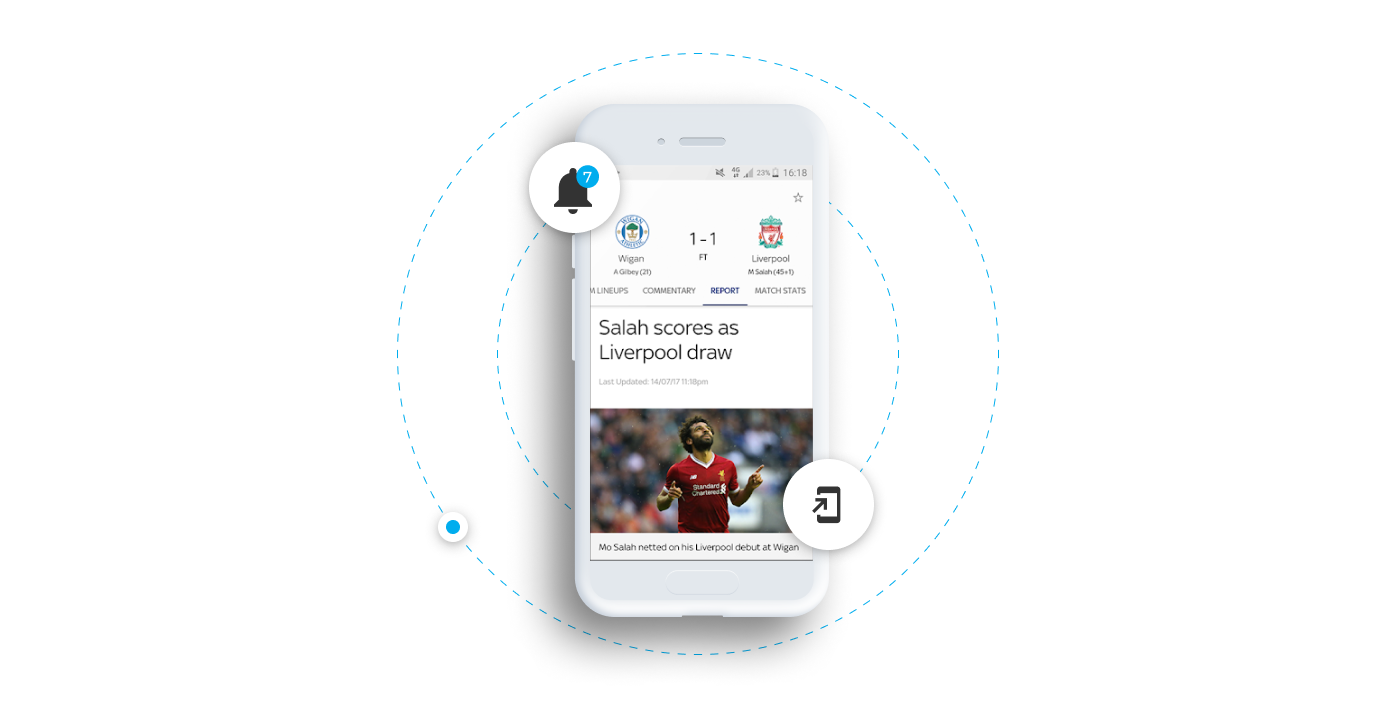 7
4G 23% 16:18
WIGAN
ATHLETIC
1 - 1
FT
Wigan
Liverpool
A Gilbey (21)
M Salah (45+1)
M LINEUPS COMMENTARY REPORT MATCH STATS
Salah scores as
Liverpool draw
Last Updated: 14/07/17 11:18pm
Standard
Chartered
Mo Salah netted on his Liverpool debut at Wigan